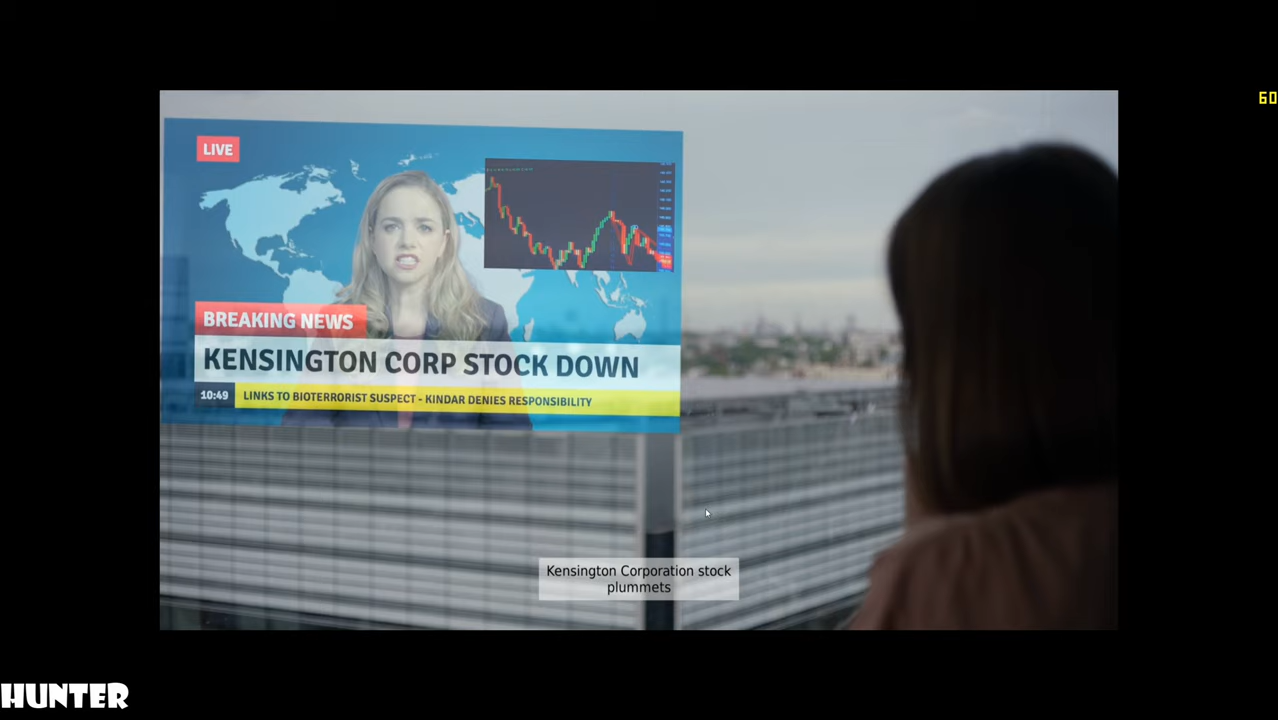 60
LIVE
BREAKING NEWS
KENSINGTON CORP STOCK DOWN
10:49 LINKS TO BIOTERRORIST SUSPECT - KINDAR DENIES RESPONSIBILITY
Kensington Corporation stock
plummets
HUNTER